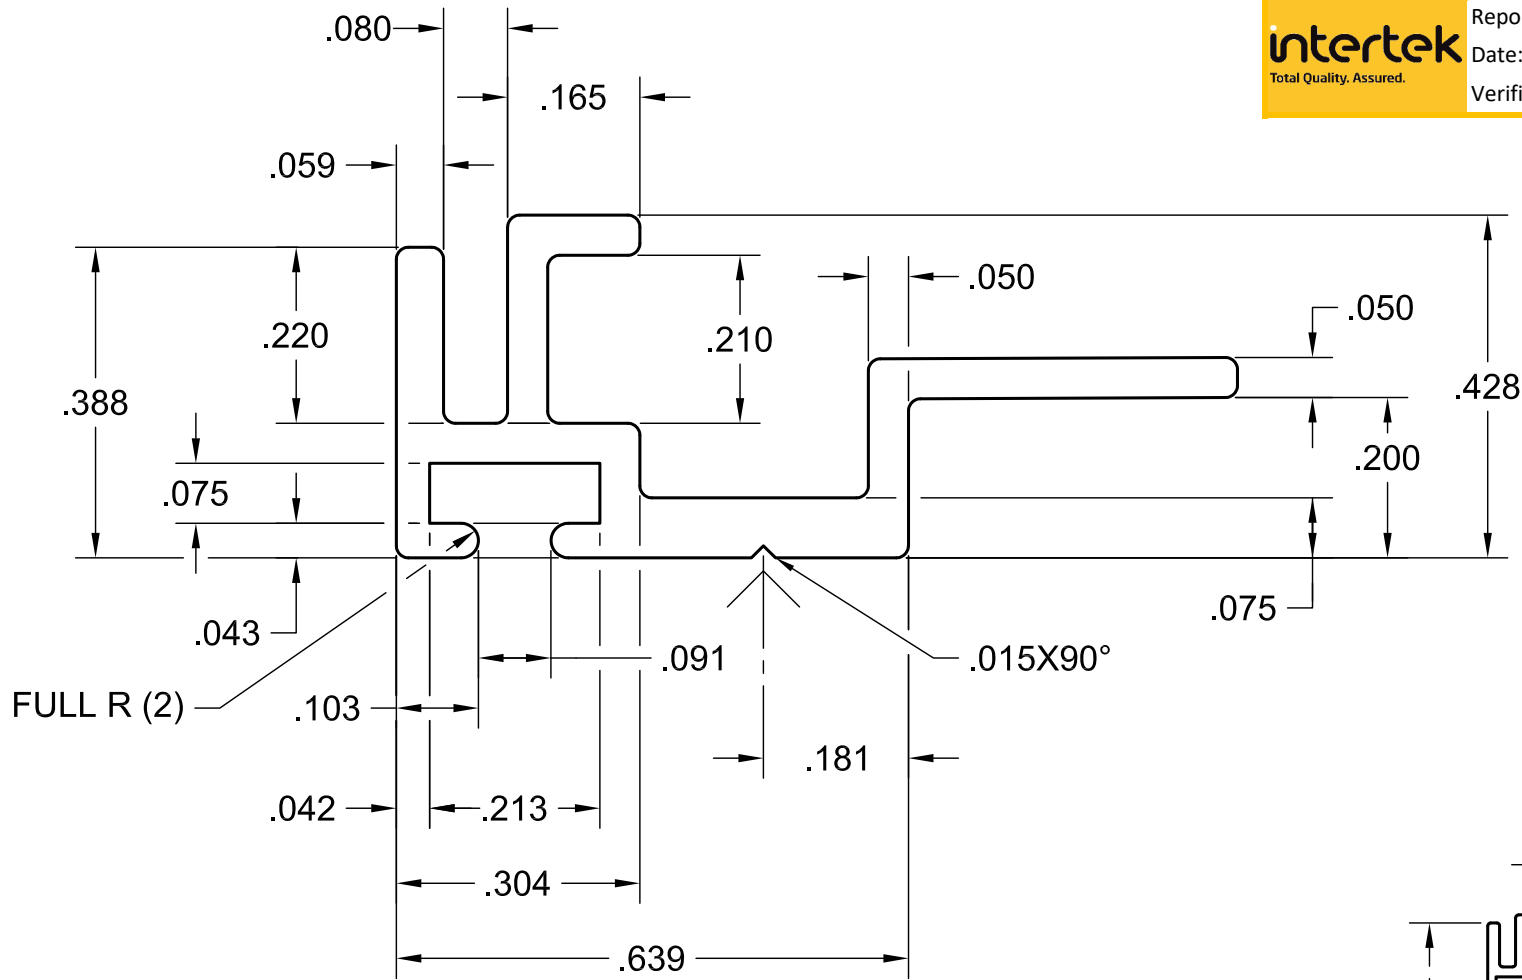 .080
intertek
Total Quality. Assured.
Repo
Date:
Verifi
.165
.059
.050
.050
.220
.210
.388
.428
.200
.075
.075
.043
.091
.015X90°
FULL R (2)
.103
.181
.042
.213
.304
.639